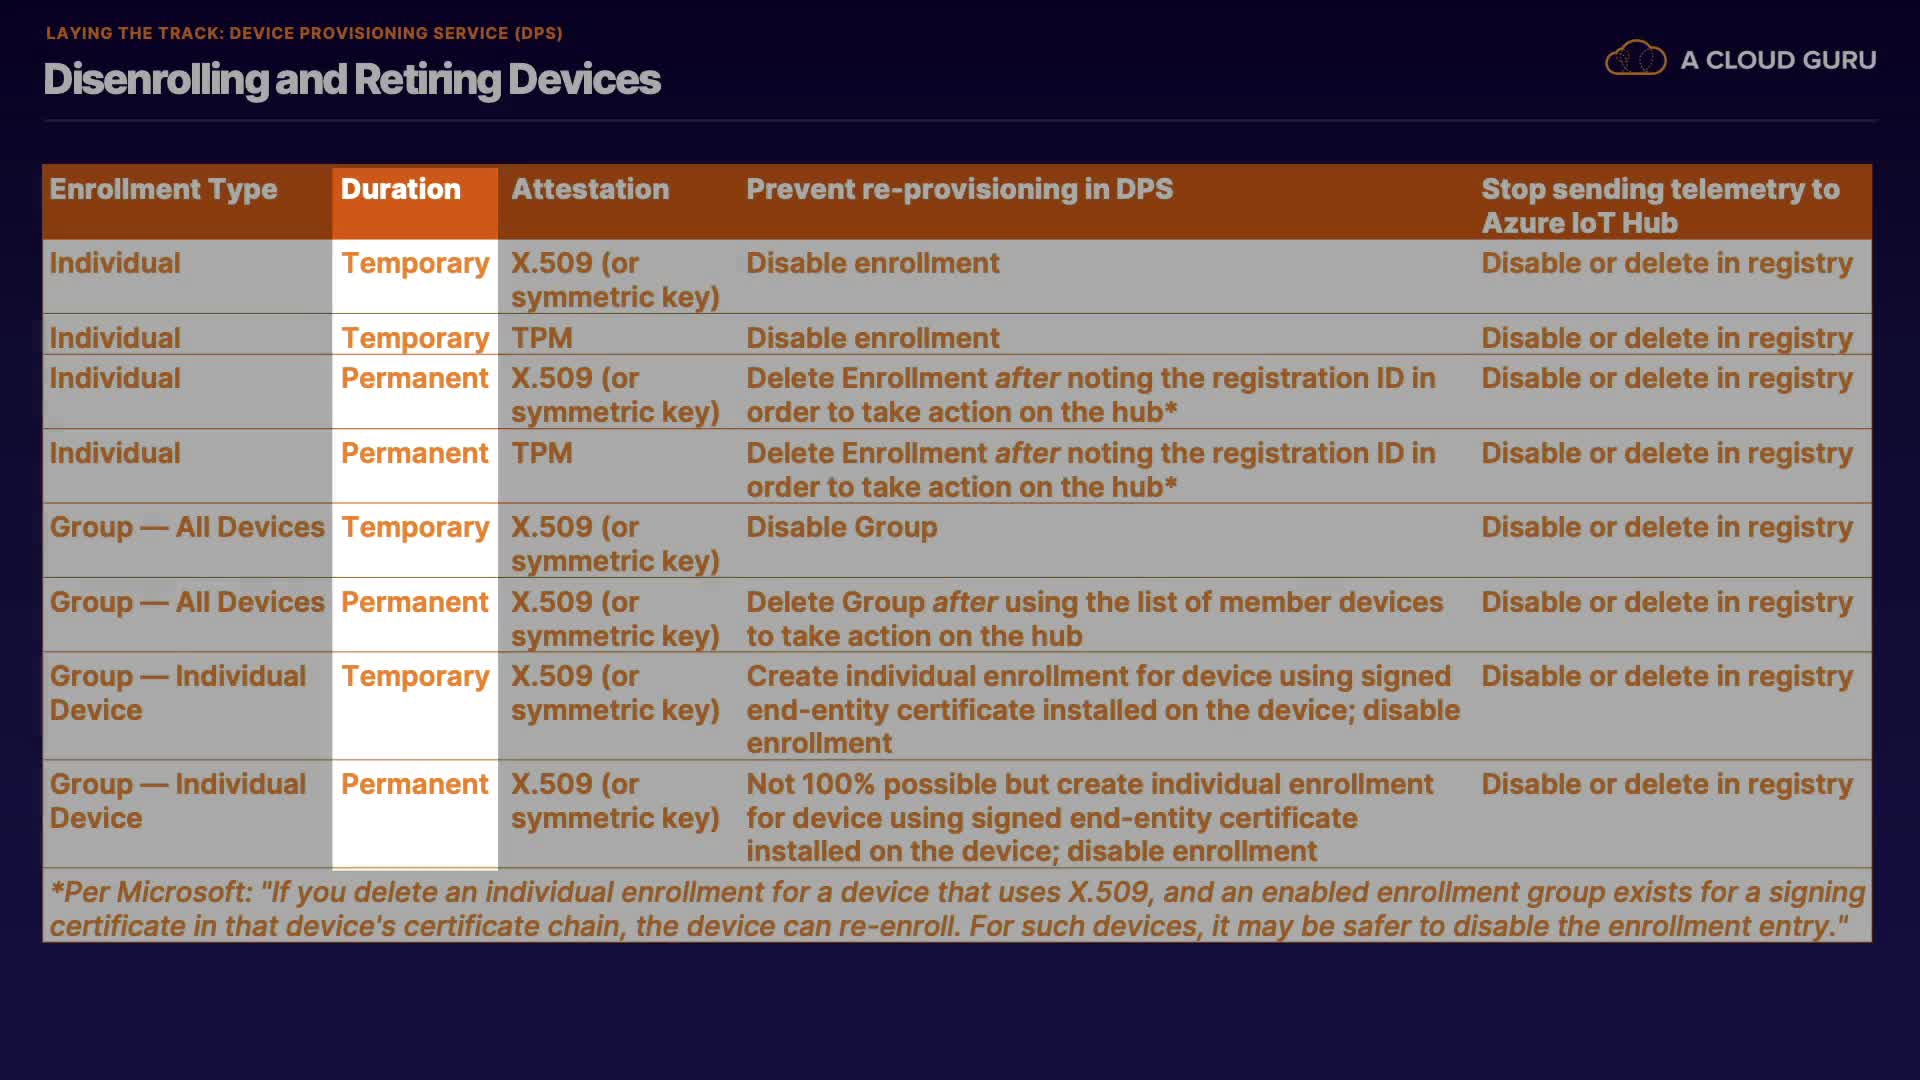 LAYING THE TRACK: DEVICE PROVISIONING SERVICE (DPS)
Disenrolling and Retiring Devices
A CLOUD GURU
Enrollment Type Duration Attestation Prevent re-provisioning in DPS Stop sending telemetry to
Azure IoT Hub
Individual Temporary X.509 (or Disable enrollment Disable or delete in registry
symmetric key)
Individual Temporary TPM Disable enrollment Disable or delete in registry
Individual Permanent X.509 (or Delete Enrollment after noting the registration ID in Disable or delete in registry
symmetric key) order to take action on the hub*
Individual Permanent TPM Delete Enrollment after noting the registration ID in Disable or delete in registry
order to take action on the hub*
Group — All Devices Temporary X.509 (or Disable Group Disable or delete in registry
symmetric key)
Group — All Devices Permanent X.509 (or Delete Group after using the list of member devices Disable or delete in registry
symmetric key) to take action on the hub
Group — Individual Temporary X.509 (or Create individual enrollment for device using signed Disable or delete in registry
Device symmetric key) end-entity certificate installed on the device; disable
enrollment
Group — Individual Permanent X.509 (or Not 100% possible but create individual enrollment Disable or delete in registry
Device symmetric key) for device using signed end-entity certificate
installed on the device; disable enrollment
*Per Microsoft: "If you delete an individual enrollment for a device that uses X.509, and an enabled enrollment group exists for a signing
certificate in that device's certificate chain, the device can re-enroll. For such devices, it may be safer to disable the enrollment entry."